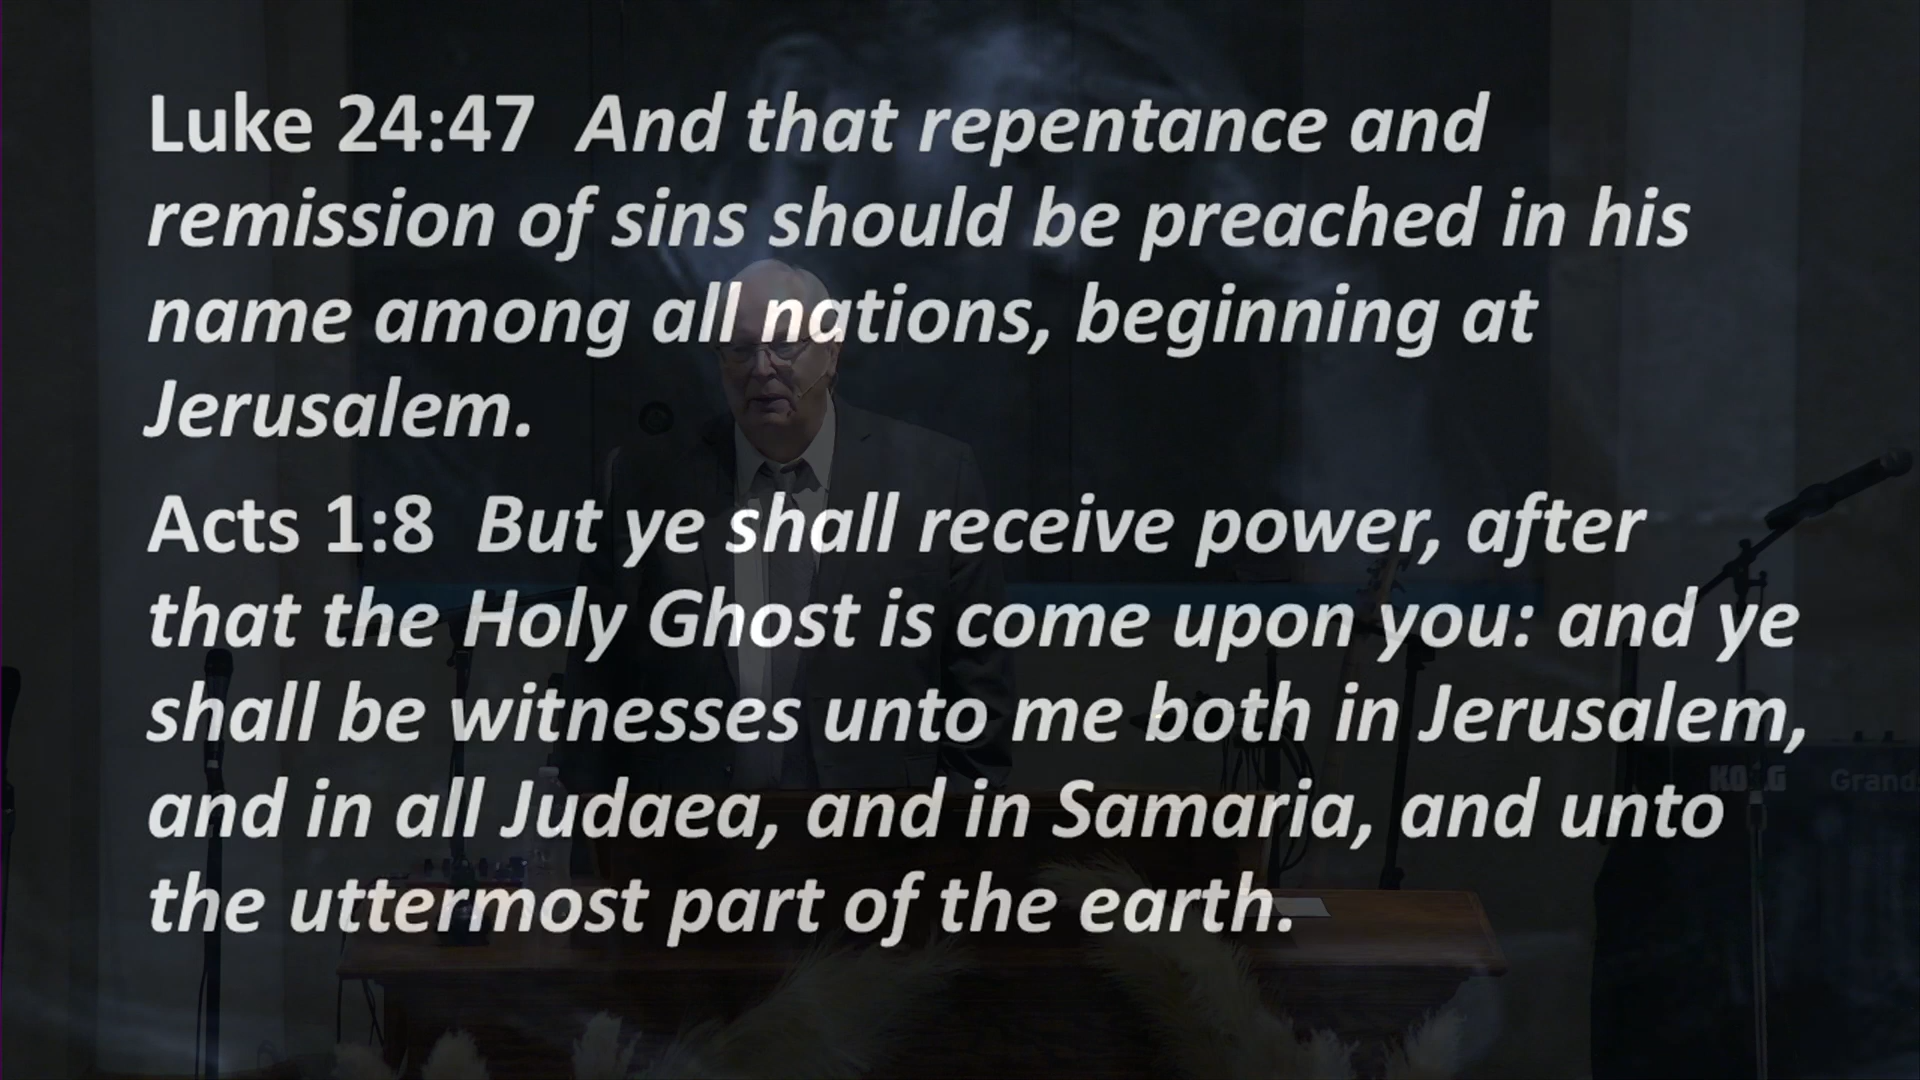 Luke 24:47 And that repentance and
remission of sins should be preached in his
name among all nations, beginning at
Jerusalem.
Acts 1:8 But ye shall receive power, after
that the Holy Ghost is come upon you: and ye
shall be witnesses unto me both in Jerusalem,
and in all Judaea, and in Samaria, and unto
the uttermost part of the earth.
KORG Grand